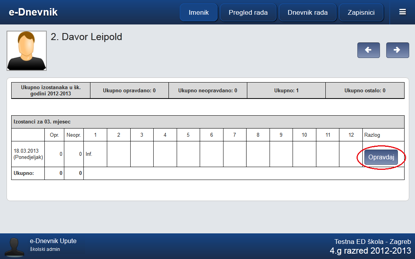 e-Dnevnik
Imenik
Pregled rada
Dnevnik rada
Zapisnici
2. Davor Leipold
Ukupno izostanaka u šk. godini 2012-2013
Ukupno opravdano: 0
Ukupno neopravdano: 0
Ukupno: 1
Ukupno ostalo: 0
Izostanci za 03. mjesec
Opr. Neopr. 1 2 3 4 5 6 7 8 9 10 11 12 Razlog
18.03.2013 (Ponedjeljak) 0 0 Inf. Opravdaj
Ukupno: 0 0
e-Dnevnik Upute
školski admin
Testna ED škola - Zagreb
4.g razred 2012-2013